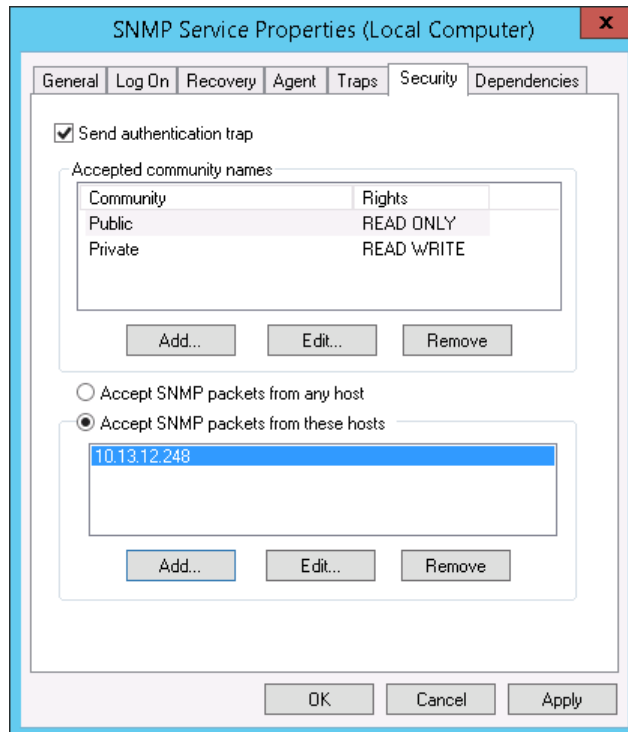 SNMP Service Properties (Local Computer)
x
General Log On Recovery Agent Traps Security Dependencies
Send authentication trap
Accepted community names
Community Rights
Public READ ONLY
Private READ WRITE
Add... Edit... Remove
Accept SNMP packets from any host
Accept SNMP packets from these hosts
10.13.12.248
Add... Edit... Remove
OK Cancel Apply